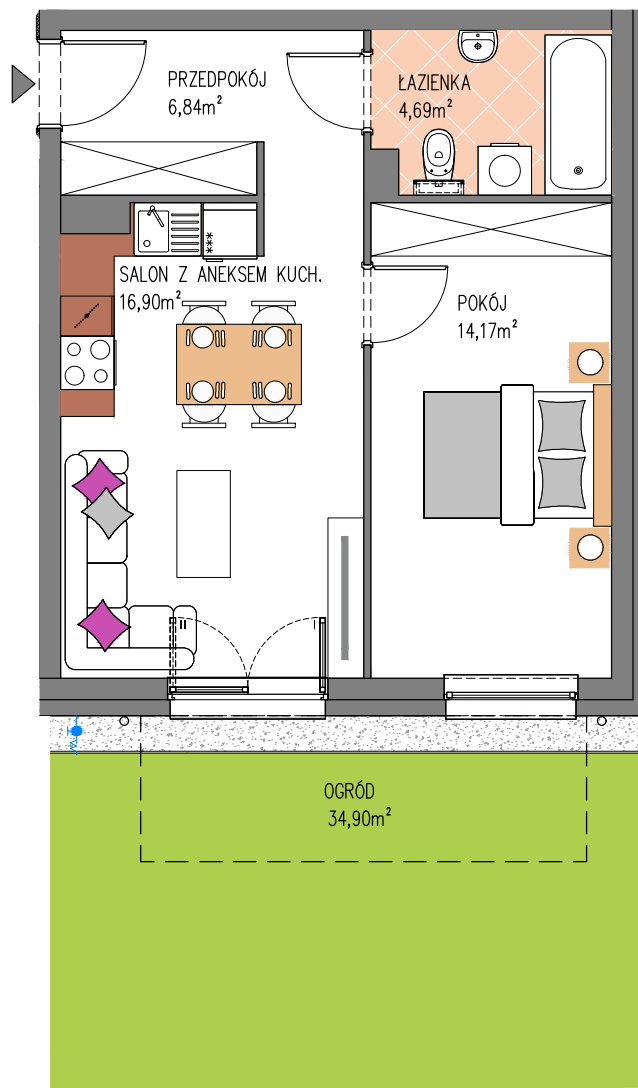 PRZEDPOKÓJ
6,84m²
ŁAZIENKA
4,69m²
SALON Z ANEKSEM KUCH.
16,90m²
POKÓJ
14,17m²
OGRÓD
34,90m²